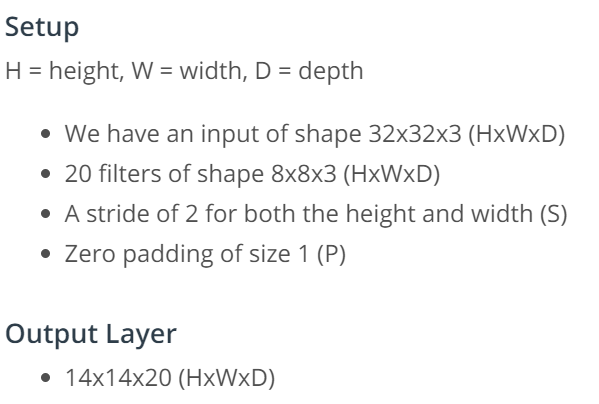 Setup
H = height, W = width, D = depth
• We have an input of shape 32x32x3 (HxWxD)
• 20 filters of shape 8x8x3 (HxWxD)
• A stride of 2 for both the height and width (S)
• Zero padding of size 1 (P)
Output Layer
• 14x14x20 (HxWxD)